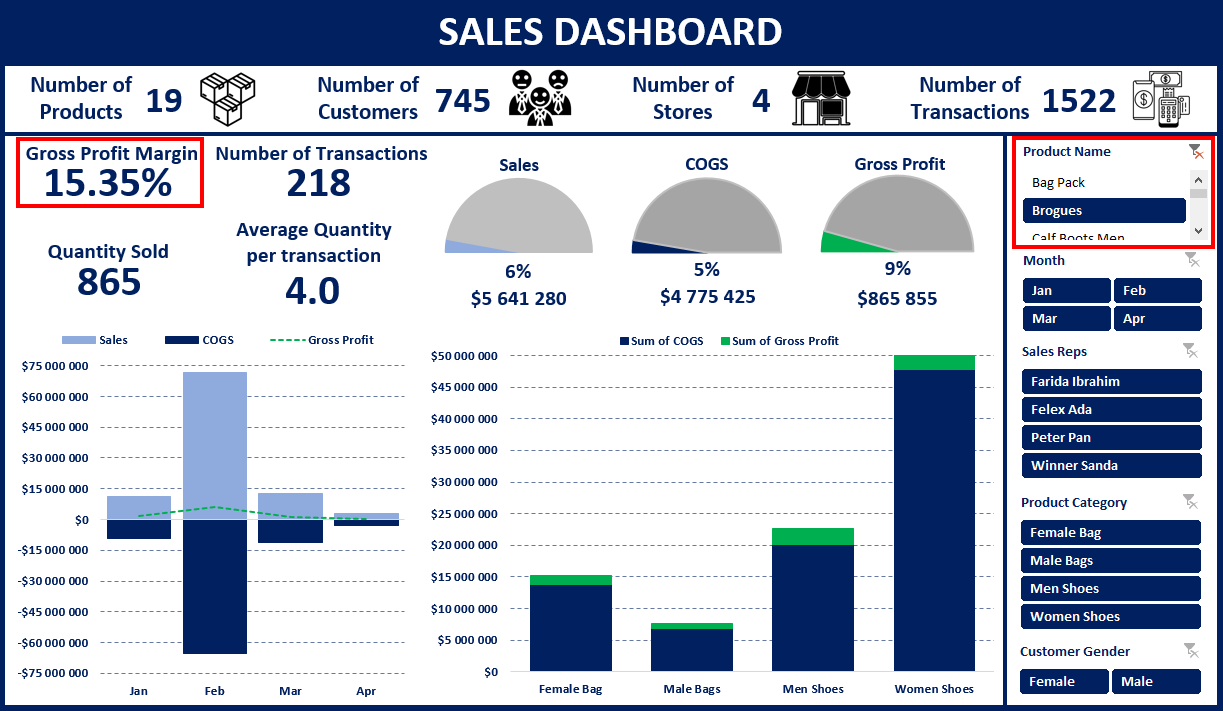 SALES DASHBOARD
Number of
Products
19
Number of
Customers
745
Number of
Stores
4
Number of
Transactions
1522
Gross Profit Margin
15.35%
Number of Transactions
218
Quantity Sold
865
Average Quantity
per transaction
4.0
Sales
6%
$5 641 280
COGS
5%
$4 775 425
Gross Profit
9%
$865 855
Sales
COGS
Gross Profit
$75 000 000
$60 000 000
$45 000 000
$30 000 000
$15 000 000
$0
-$15 000 000
-$30 000 000
-$45 000 000
-$60 000 000
-$75 000 000
Jan
Feb
Mar
Apr
Sum of COGS
Sum of Gross Profit
$50 000 000
$45 000 000
$40 000 000
$35 000 000
$30 000 000
$25 000 000
$20 000 000
$15 000 000
$10 000 000
$5 000 000
$0
Female Bag
Male Bags
Men Shoes
Women Shoes
Product Name
Bag Pack
Brogues
Calf Boots Men
Month
Jan
Feb
Mar
Apr
Sales Reps
Farida Ibrahim
Felex Ada
Peter Pan
Winner Sanda
Product Category
Female Bag
Male Bags
Men Shoes
Women Shoes
Customer Gender
Female
Male